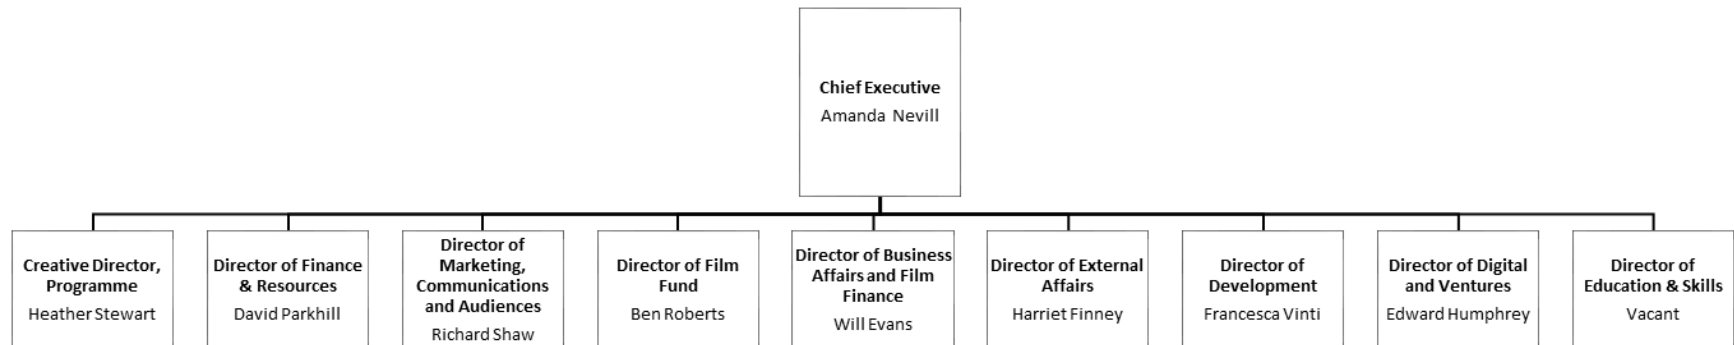 Chief Executive
Amanda Nevill
Creative Director,
Programme
Heather Stewart
Director of Finance
& Resources
David Parkhill
Director of
Marketing,
Communications
and Audiences
Richard Shaw
Director of Film
Fund
Ben Roberts
Director of Business
Affairs and Film
Finance
Will Evans
Director of External
Affairs
Harriet Finney
Director of
Development
Francesca Vinti
Director of Digital
and Ventures
Edward Humphrey
Director of
Education & Skills
Vacant